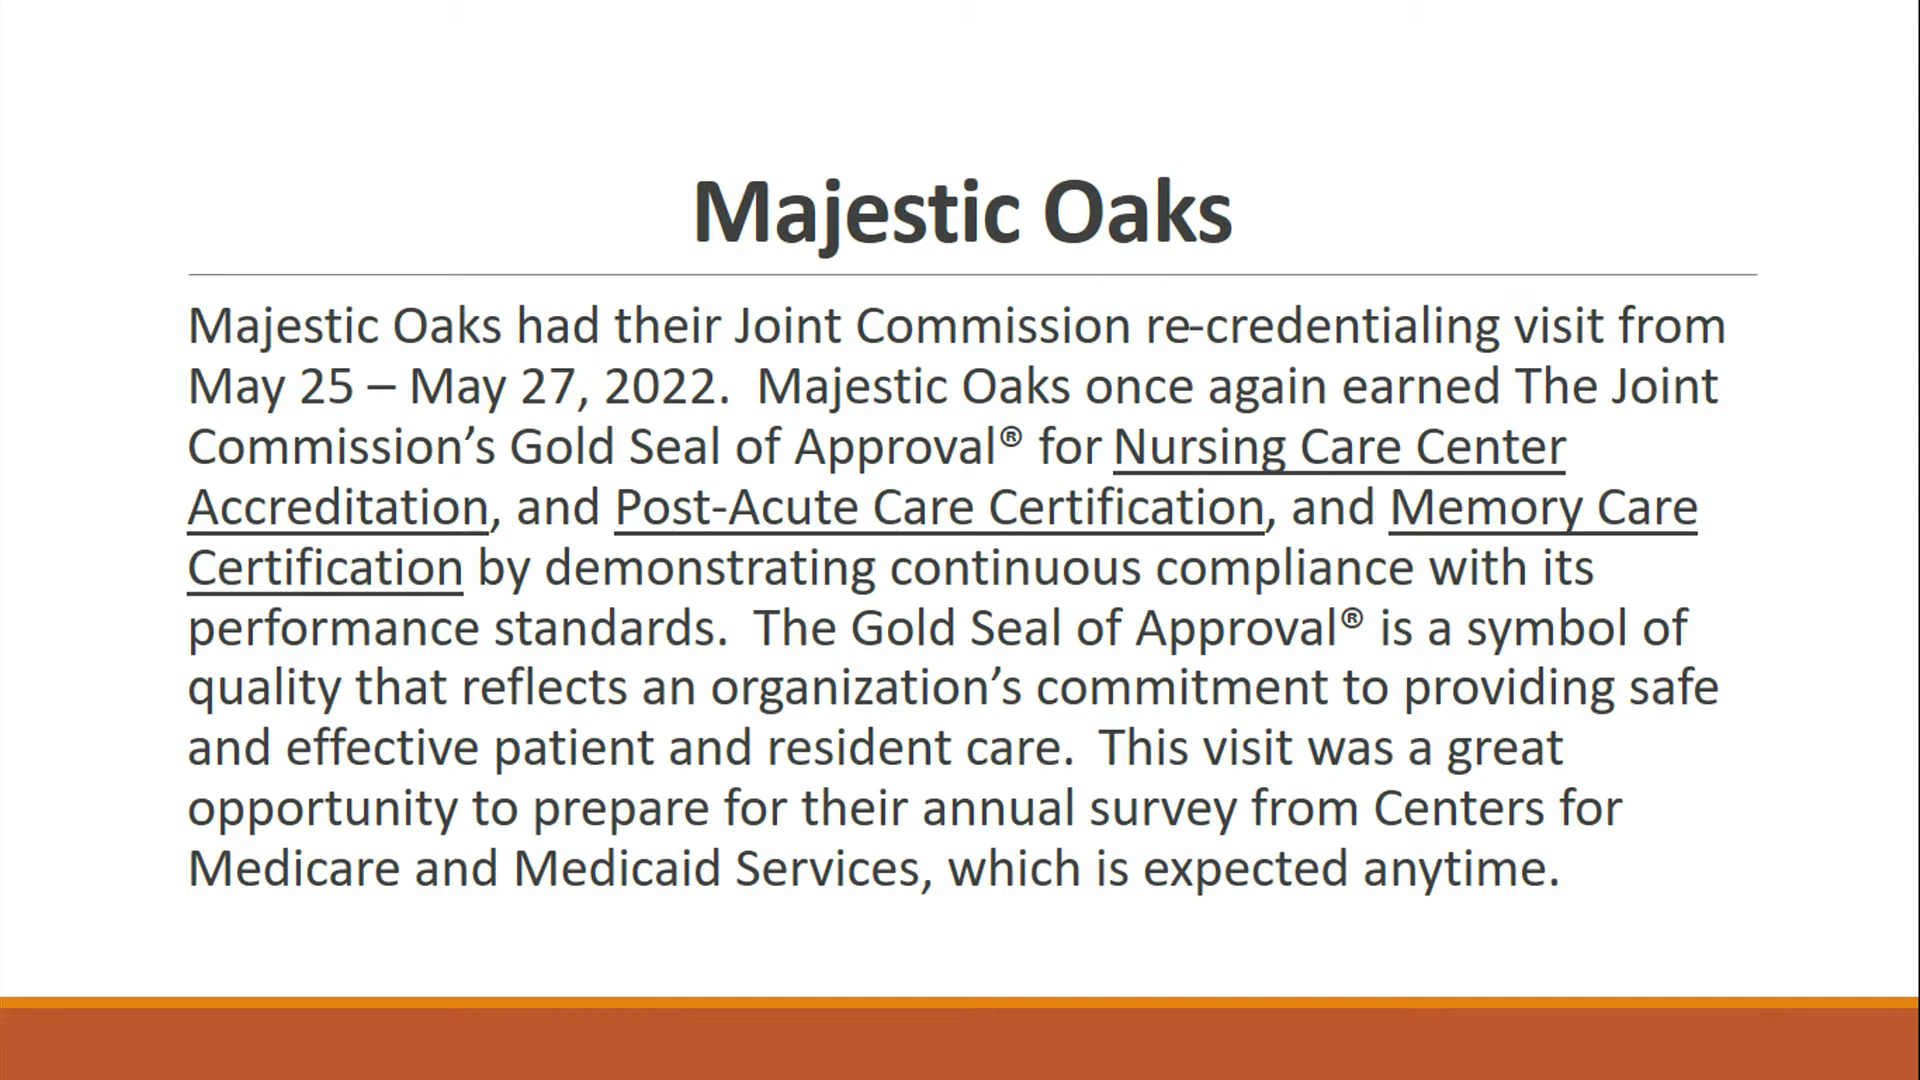 Majestic Oaks
Majestic Oaks had their Joint Commission re-credentialing visit from
May 25 – May 27, 2022.  Majestic Oaks once again earned The Joint
Commission’s Gold Seal of Approval® for Nursing Care Center
Accreditation, and Post-Acute Care Certification, and Memory Care
Certification by demonstrating continuous compliance with its
performance standards.  The Gold Seal of Approval® is a symbol of
quality that reflects an organization’s commitment to providing safe
and effective patient and resident care.  This visit was a great
opportunity to prepare for their annual survey from Centers for
Medicare and Medicaid Services, which is expected anytime.